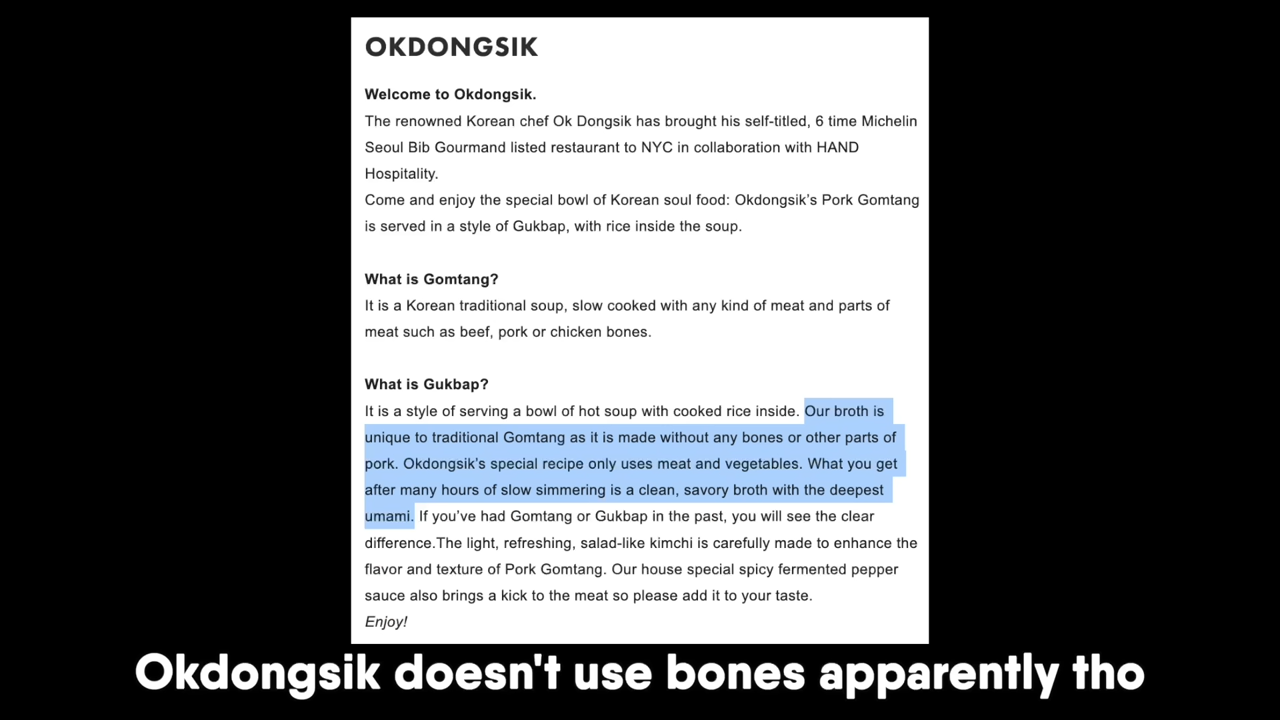 OKDONGSIK
Welcome to Okdongsik.
The renowned Korean chef Ok Dongsik has brought his self-titled, 6 time Michelin
Seoul Bib Gourmand listed restaurant to NYC in collaboration with HAND
Hospitality.
Come and enjoy the special bowl of Korean soul food: Okdongsik’s Pork Gomtang
is served in a style of Gukbap, with rice inside the soup.
What is Gomtang?
It is a Korean traditional soup, slow cooked with any kind of meat and parts of
meat such as beef, pork or chicken bones.
What is Gukbap?
It is a style of serving a bowl of hot soup with cooked rice inside. Our broth is
unique to traditional Gomtang as it is made without any bones or other parts of
pork. Okdongsik’s special recipe only uses meat and vegetables. What you get
after many hours of slow simmering is a clean, savory broth with the deepest
umami. If you’ve had Gomtang or Gukbap in the past, you will see the clear
difference.The light, refreshing, salad-like kimchi is carefully made to enhance the
flavor and texture of Pork Gomtang. Our house special spicy fermented pepper
sauce also brings a kick to the meat so please add it to your taste.
Enjoy!
Okdongsik doesn't use bones apparently tho